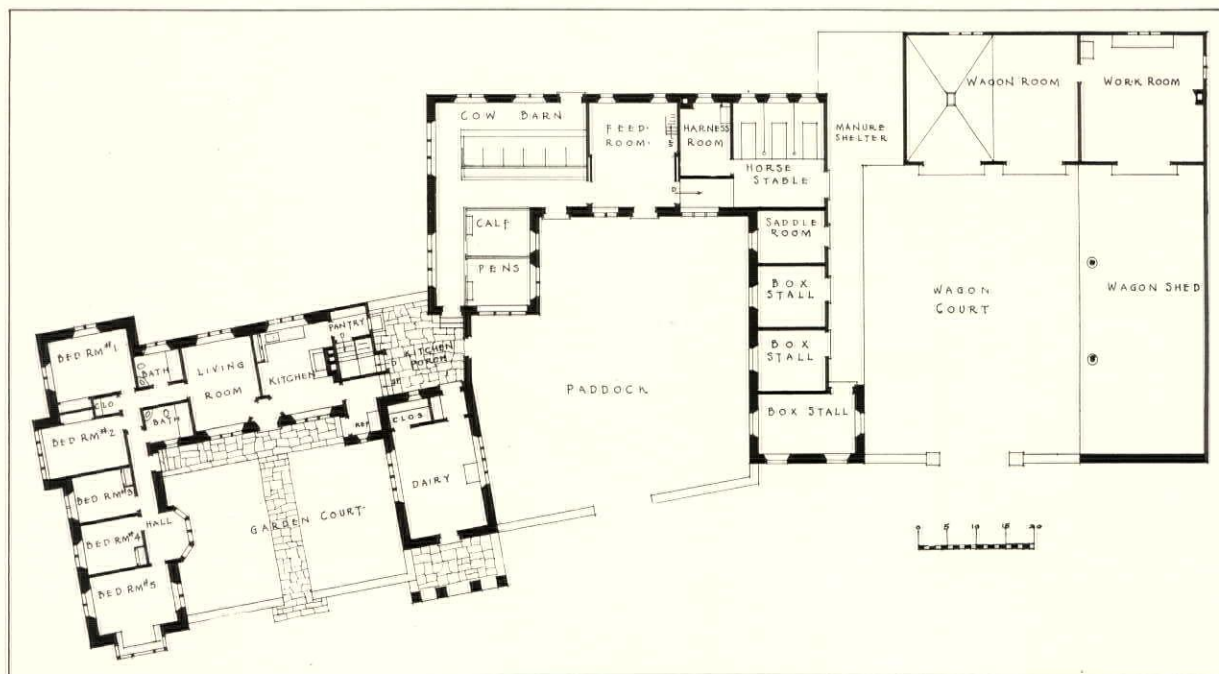 WAGON ROOM
WORK ROOM
COW BARN
FEED
ROOM
HARNESS
ROOM
MANURE
SHELTER
HORSE
STABLE
D
CALF
SADDLE
ROOM
PENS
BOX
STALL
WAGON
COURT
WAGON SHED
PANTRY
D
KITCHEN
PORCH
BED RM #1
BATH
LIVING
ROOM
KITCHEN
BOX
STALL
PADDOCK
CLO
BATH
REF
CLOS
BOX STALL
BED RM #2
DAIRY
BED RM #3
HALL
GARDEN COURT
BED RM #4
BED RM #5
0 5 10 15 20